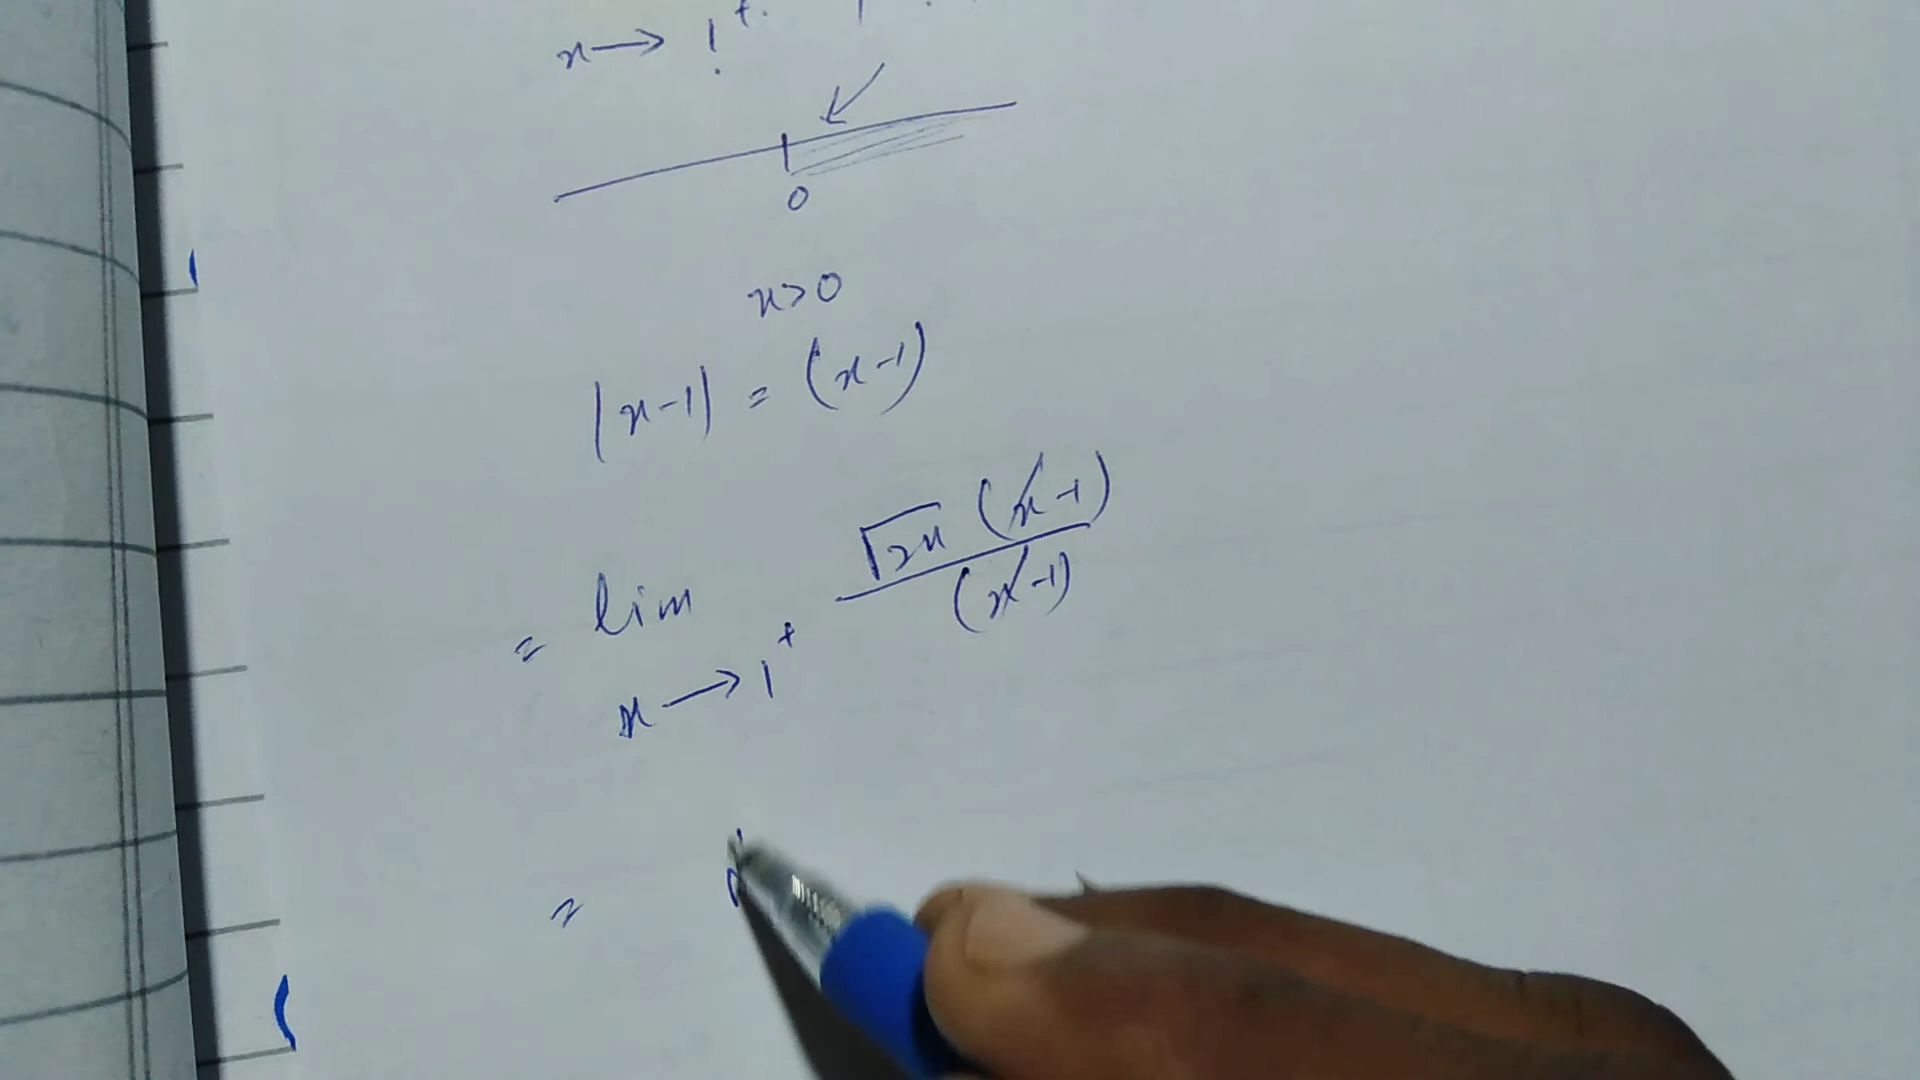 x → 1⁺
0
x>0
|x-1| = (x-1)
= lim x → 1⁺ √2x (x-1) / (x-1)
=